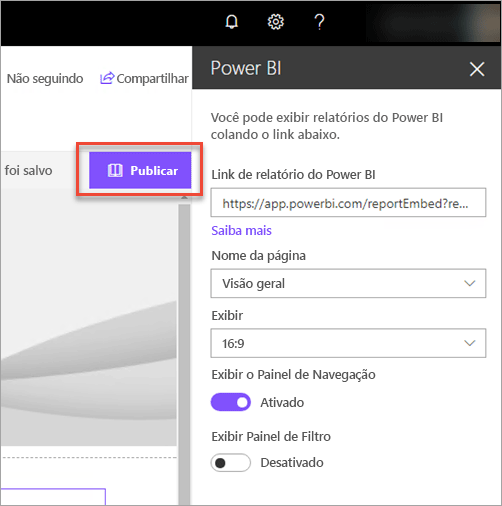 Não seguindo
Compartilhar
foi salvo
Publicar
Power BI
Você pode exibir relatórios do Power BI
colando o link abaixo.
Link de relatório do Power BI
https://app.powerbi.com/reportEmbed?re...
Saiba mais
Nome da página
Visão geral
Exibir
16:9
Exibir o Painel de Navegação
Ativado
Exibir Painel de Filtro
Desativado